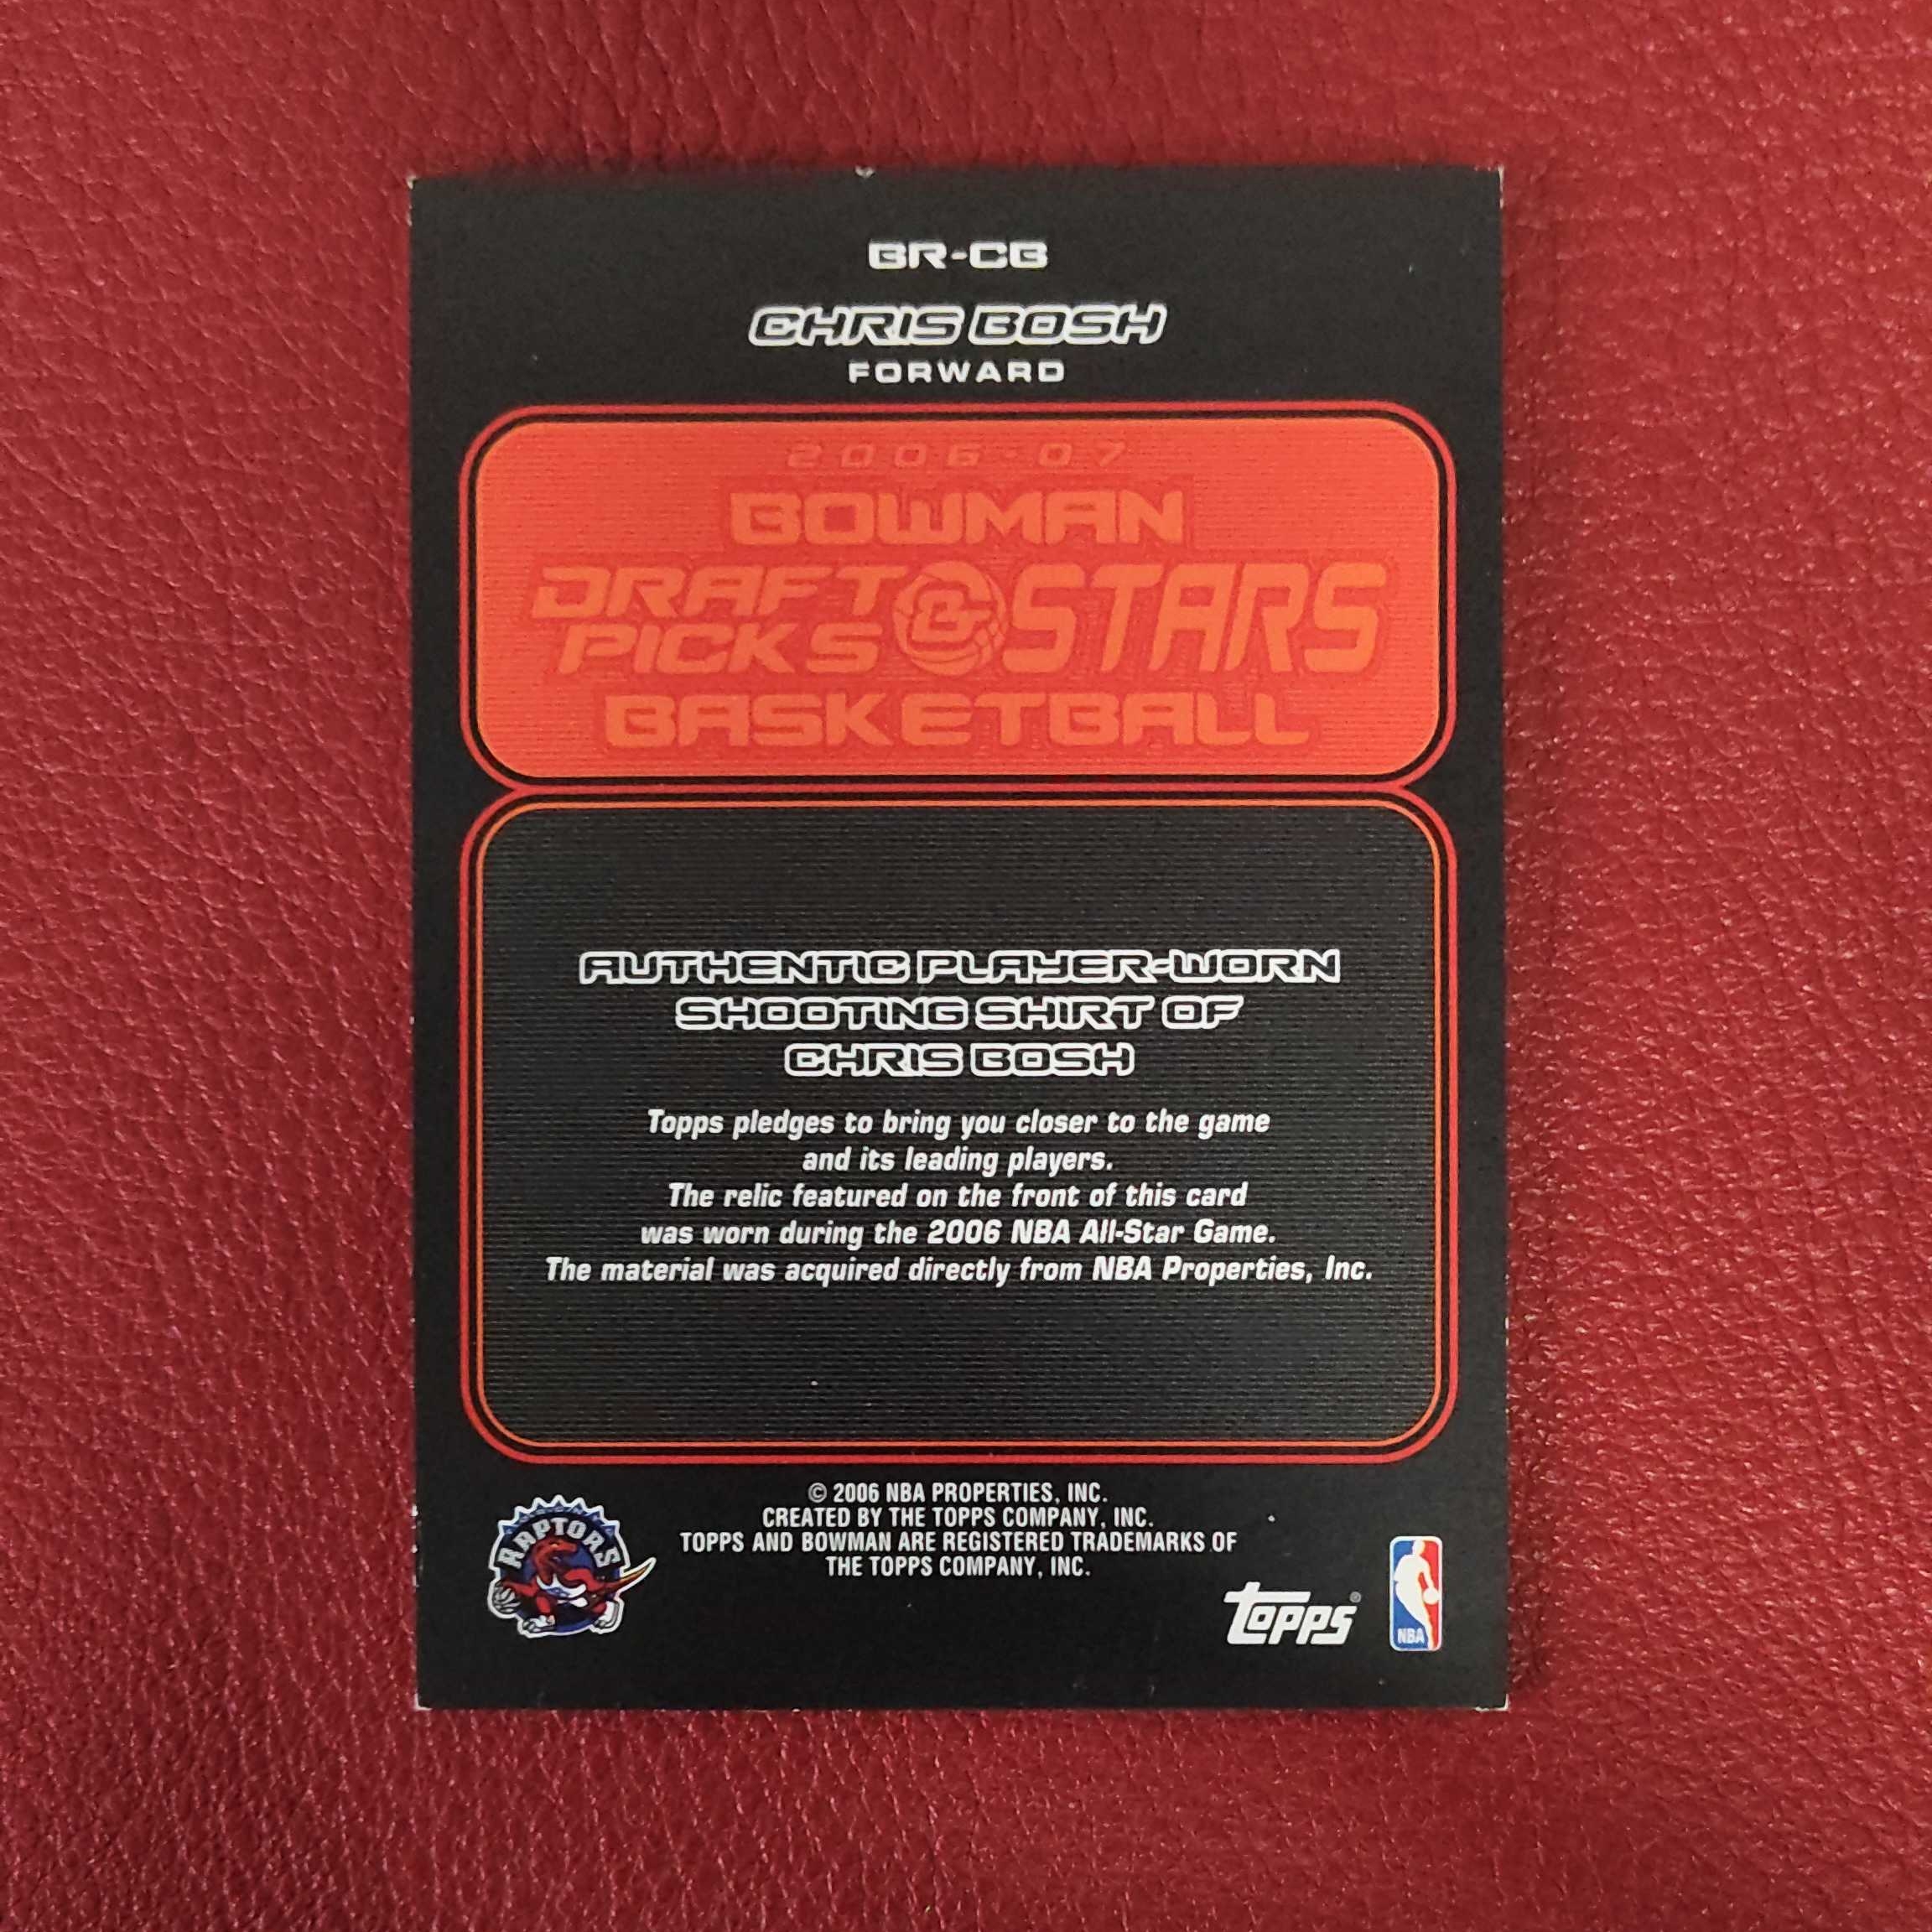 BR-CB
CHRIS BOSH
FORWARD
2006-07
BOWMAN
DRAFT PICKS & STARS
BASKETBALL
AUTHENTIC PLAYER-WORN
SHOOTING SHIRT OF
CHRIS BOSH
Topps pledges to bring you closer to the game
and its leading players.
The relic featured on the front of this card
was worn during the 2006 NBA All-Star Game.
The material was acquired directly from NBA Properties, Inc.
© 2006 NBA PROPERTIES, INC.
CREATED BY THE TOPPS COMPANY, INC.
TOPPS AND BOWMAN ARE REGISTERED TRADEMARKS OF
THE TOPPS COMPANY, INC.
RAPTORS
topps®
NBA